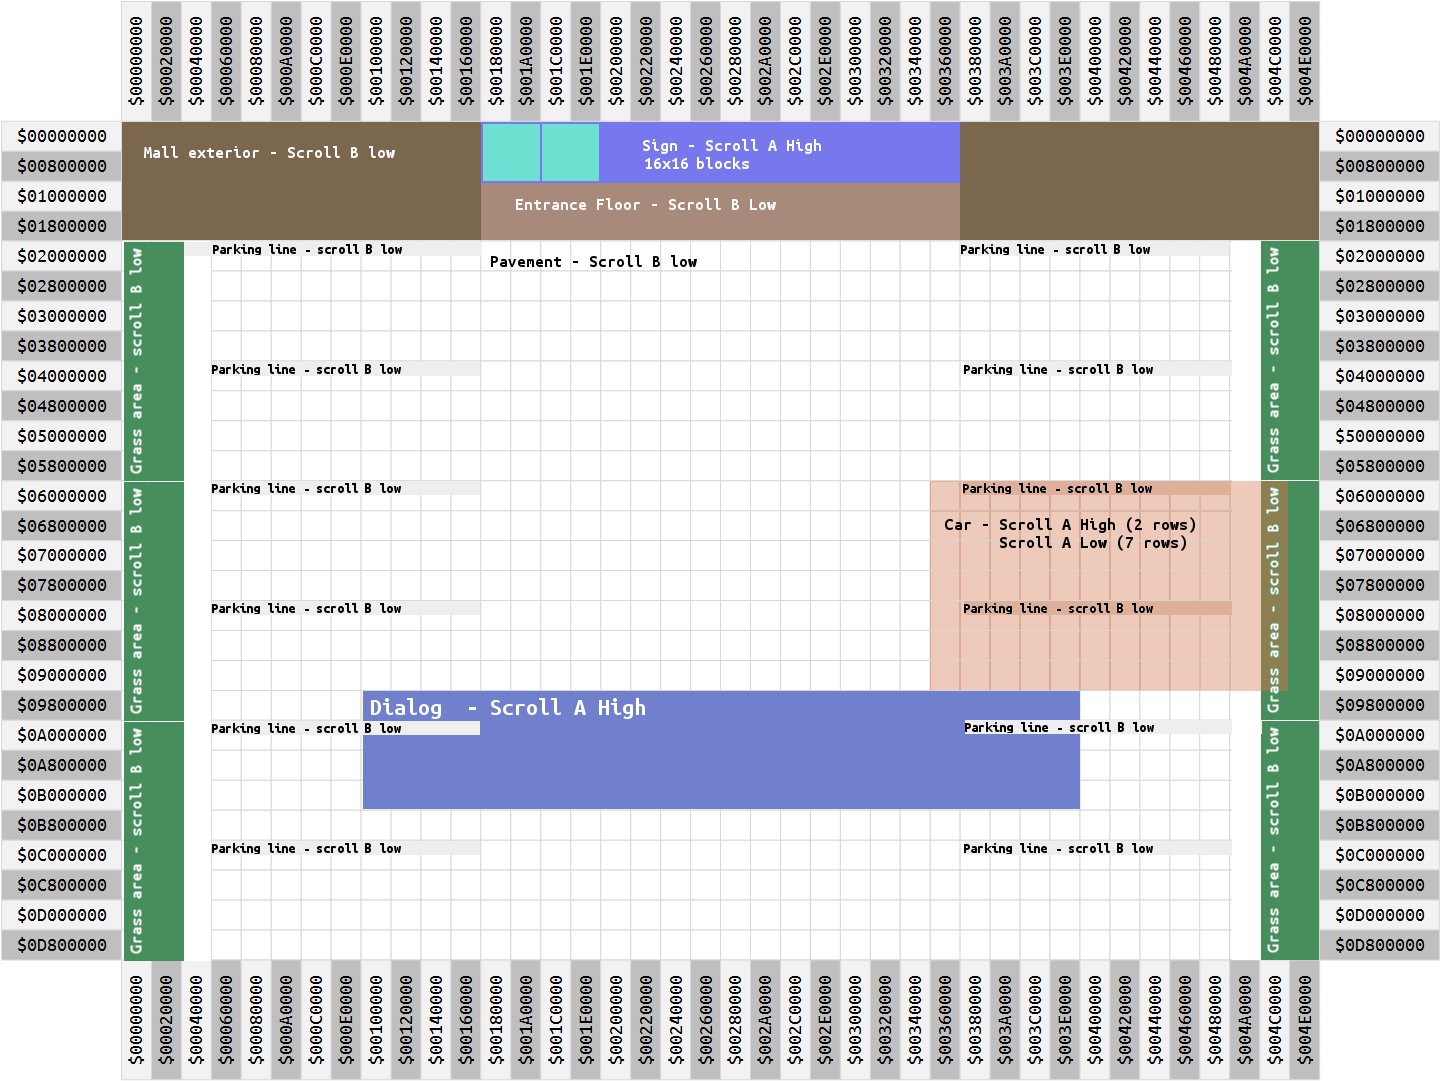 $00000000 $00020000 $00040000 $00060000 $00080000 $000A0000 $000C0000 $000E0000 $00100000 $00120000 $00140000 $00160000 $00180000 $001A0000 $001C0000 $001E0000 $00200000 $00220000 $00240000 $00260000 $00280000 $002A0000 $002C0000 $002E0000 $00300000 $00320000 $00340000 $00360000 $00380000 $003A0000 $003C0000 $003E0000 $00400000 $00420000 $00440000 $00460000 $00480000 $004A0000 $004C0000 $004E0000
$00000000 $00000000
Mall exterior - Scroll B low
Sign - Scroll A High
16x16 blocks
$00800000 $00800000
$01000000 $01000000
Entrance Floor - Scroll B Low
$01800000 $01800000
Parking line - scroll B low Parking line - scroll B low
$02000000 $02000000
Pavement - Scroll B low
Grass area - scroll B low Grass area - scroll B low
$02800000 $02800000
$03000000 $03000000
$03800000 $03800000
Parking line - scroll B low Parking line - scroll B low
$04000000 $04000000
$04800000 $04800000
$05000000 $50000000
$05800000 $05800000
Parking line - scroll B low Parking line - scroll B low
$06000000 $06000000
Grass area - scroll B low Grass area - scroll B low
Car - Scroll A High (2 rows)
Scroll A Low (7 rows)
$06800000 $06800000
$07000000 $07000000
$07800000 $07800000
Parking line - scroll B low Parking line - scroll B low
$08000000 $08000000
$08800000 $08800000
$09000000 $09000000
$09800000 $09800000
Dialog - Scroll A High
Parking line - scroll B low Parking line - scroll B low
$0A000000 $0A000000
Grass area - scroll B low Grass area - scroll B low
$0A800000 $0A800000
$0B000000 $0B000000
$0B800000 $0B800000
Parking line - scroll B low Parking line - scroll B low
$0C000000 $0C000000
$0C800000 $0C800000
$0D000000 $0D000000
$0D800000 $0D800000
$00000000 $00020000 $00040000 $00060000 $00080000 $000A0000 $000C0000 $000E0000 $00100000 $00120000 $00140000 $00160000 $00180000 $001A0000 $001C0000 $001E0000 $00200000 $00220000 $00240000 $00260000 $00280000 $002A0000 $002C0000 $002E0000 $00300000 $00320000 $00340000 $00360000 $00380000 $003A0000 $003C0000 $003E0000 $00400000 $00420000 $00440000 $00460000 $00480000 $004A0000 $004C0000 $004E0000